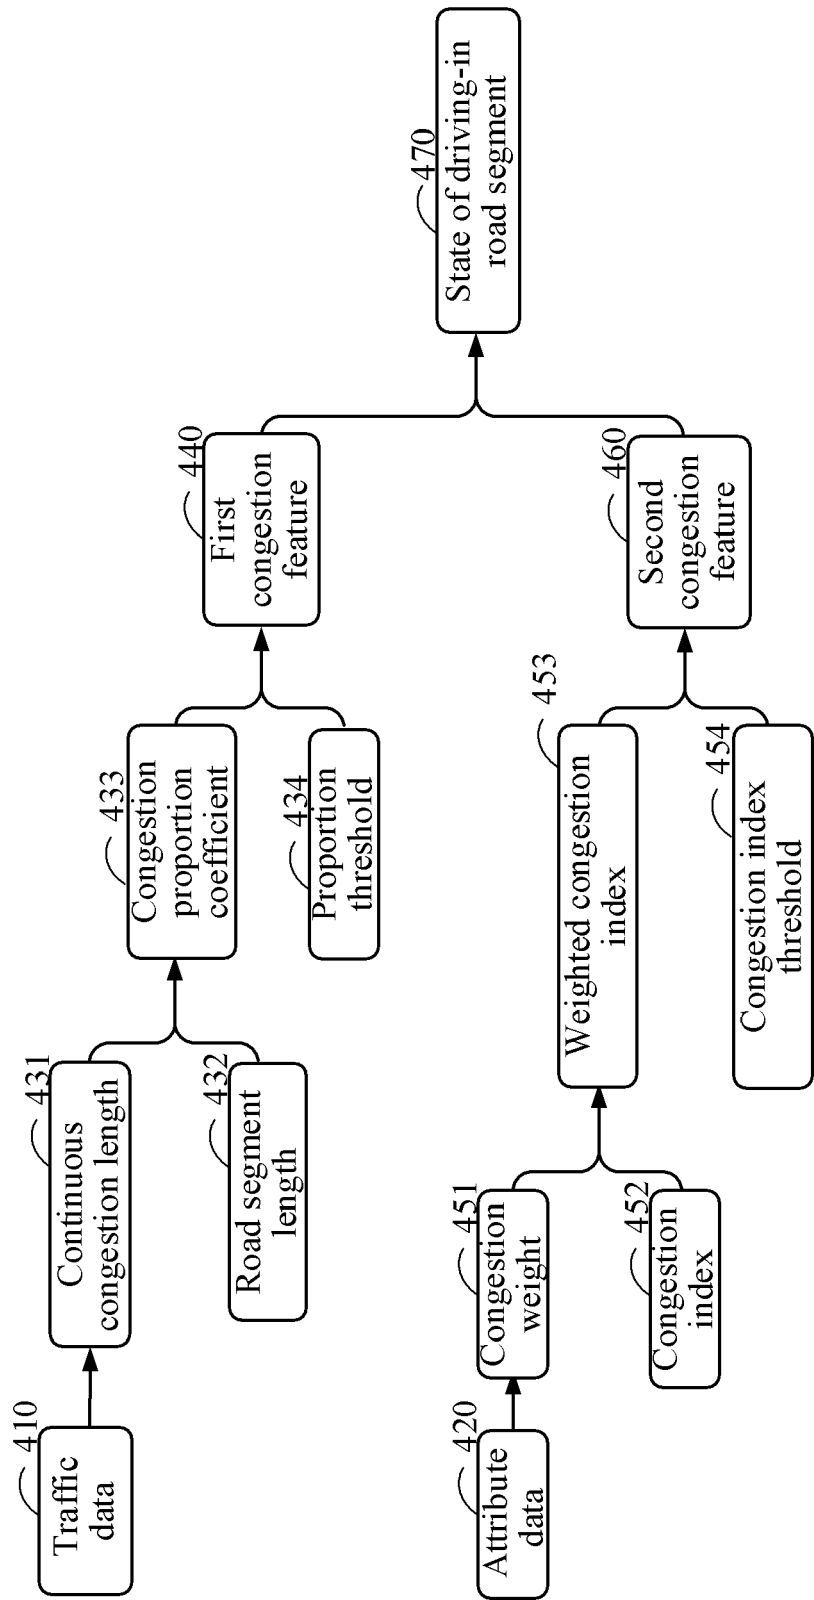 410
Traffic
data
431
Continuous
congestion length
432
Road segment
length
433
Congestion
proportion
coefficient
434
Proportion
threshold
440
First
congestion
feature
420
Attribute
data
451
Congestion
weight
452
Congestion
index
453
Weighted congestion
index
454
Congestion index
threshold
460
Second
congestion
feature
470
State of driving-in
road segment